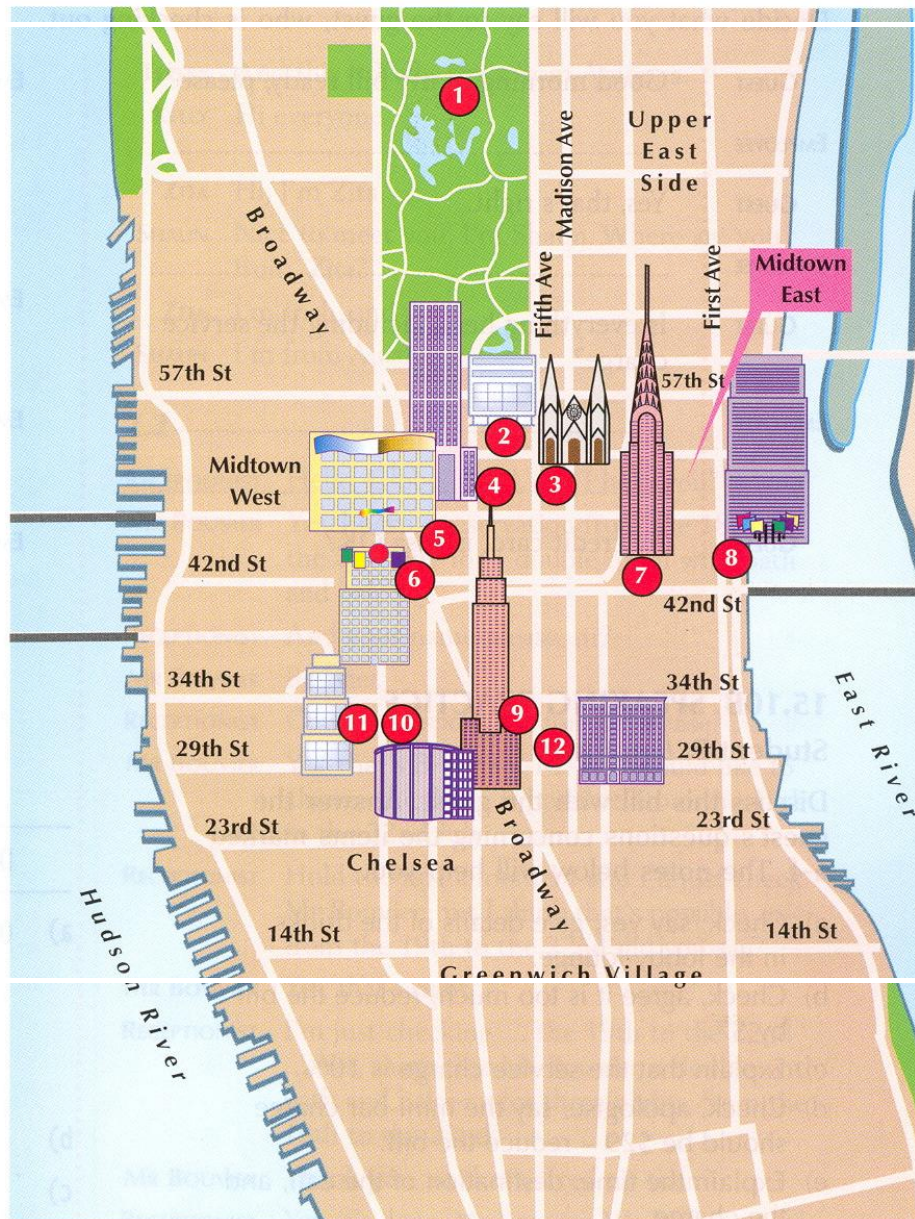 1
Upper
East
Side
Madison Ave
Fifth Ave
Broadway
First Ave
Midtown
East
57th St
57th St
2
3
4
Midtown
West
5
6
7
8
42nd St
42nd St
34th St
34th St
9
10
11
12
29th St
29th St
23rd St
23rd St
East River
Broadway
Chelsea
Hudson River
14th St
14th St
Greenwich Village